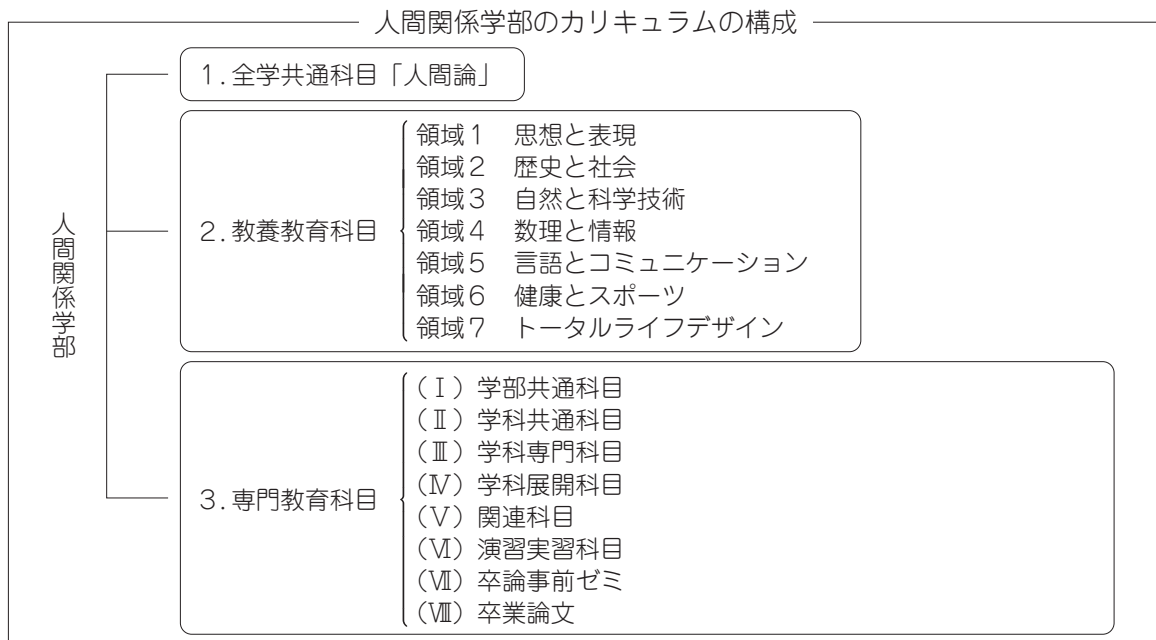 人間関係学部のカリキュラムの構成
人間関係学部
1.全学共通科目「人間論」
2.教養教育科目
領域1 思想と表現
領域2 歴史と社会
領域3 自然と科学技術
領域4 数理と情報
領域5 言語とコミュニケーション
領域6 健康とスポーツ
領域7 トータルライフデザイン
3.専門教育科目
(Ⅰ)学部共通科目
(Ⅱ)学科共通科目
(Ⅲ)学科専門科目
(Ⅳ)学科展開科目
(Ⅴ)関連科目
(Ⅵ)演習実習科目
(Ⅶ)卒論事前ゼミ
(Ⅷ)卒業論文